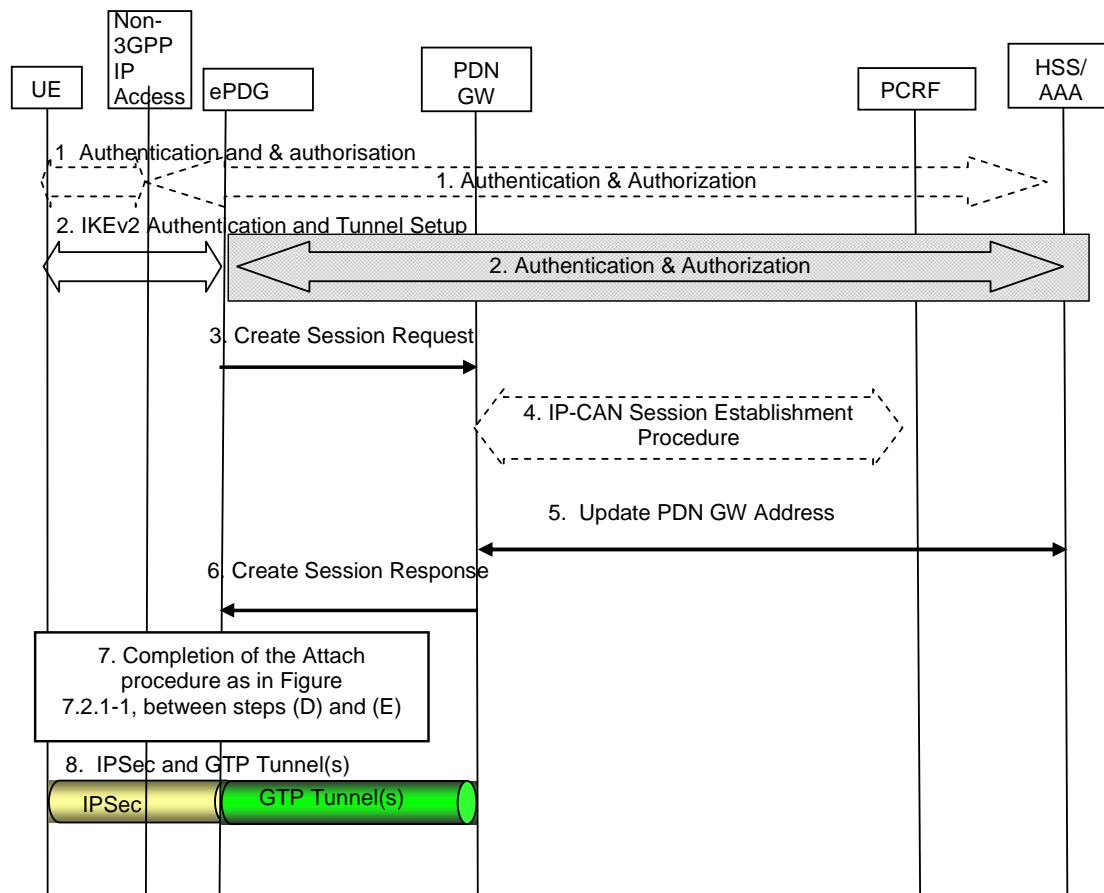 Non-
3GPP
IP
Access
UE
ePDG
PDN
GW
PCRF
HSS/
AAA
1 Authentication and & authorisation
1. Authentication & Authorization
2. IKEv2 Authentication and Tunnel Setup
2. Authentication & Authorization
3. Create Session Request
4. IP-CAN Session Establishment
Procedure
5. Update PDN GW Address
6. Create Session Response
7. Completion of the Attach
procedure as in Figure
7.2.1-1, between steps (D) and (E)
8. IPSec and GTP Tunnel(s)
IPSec
GTP Tunnel(s)